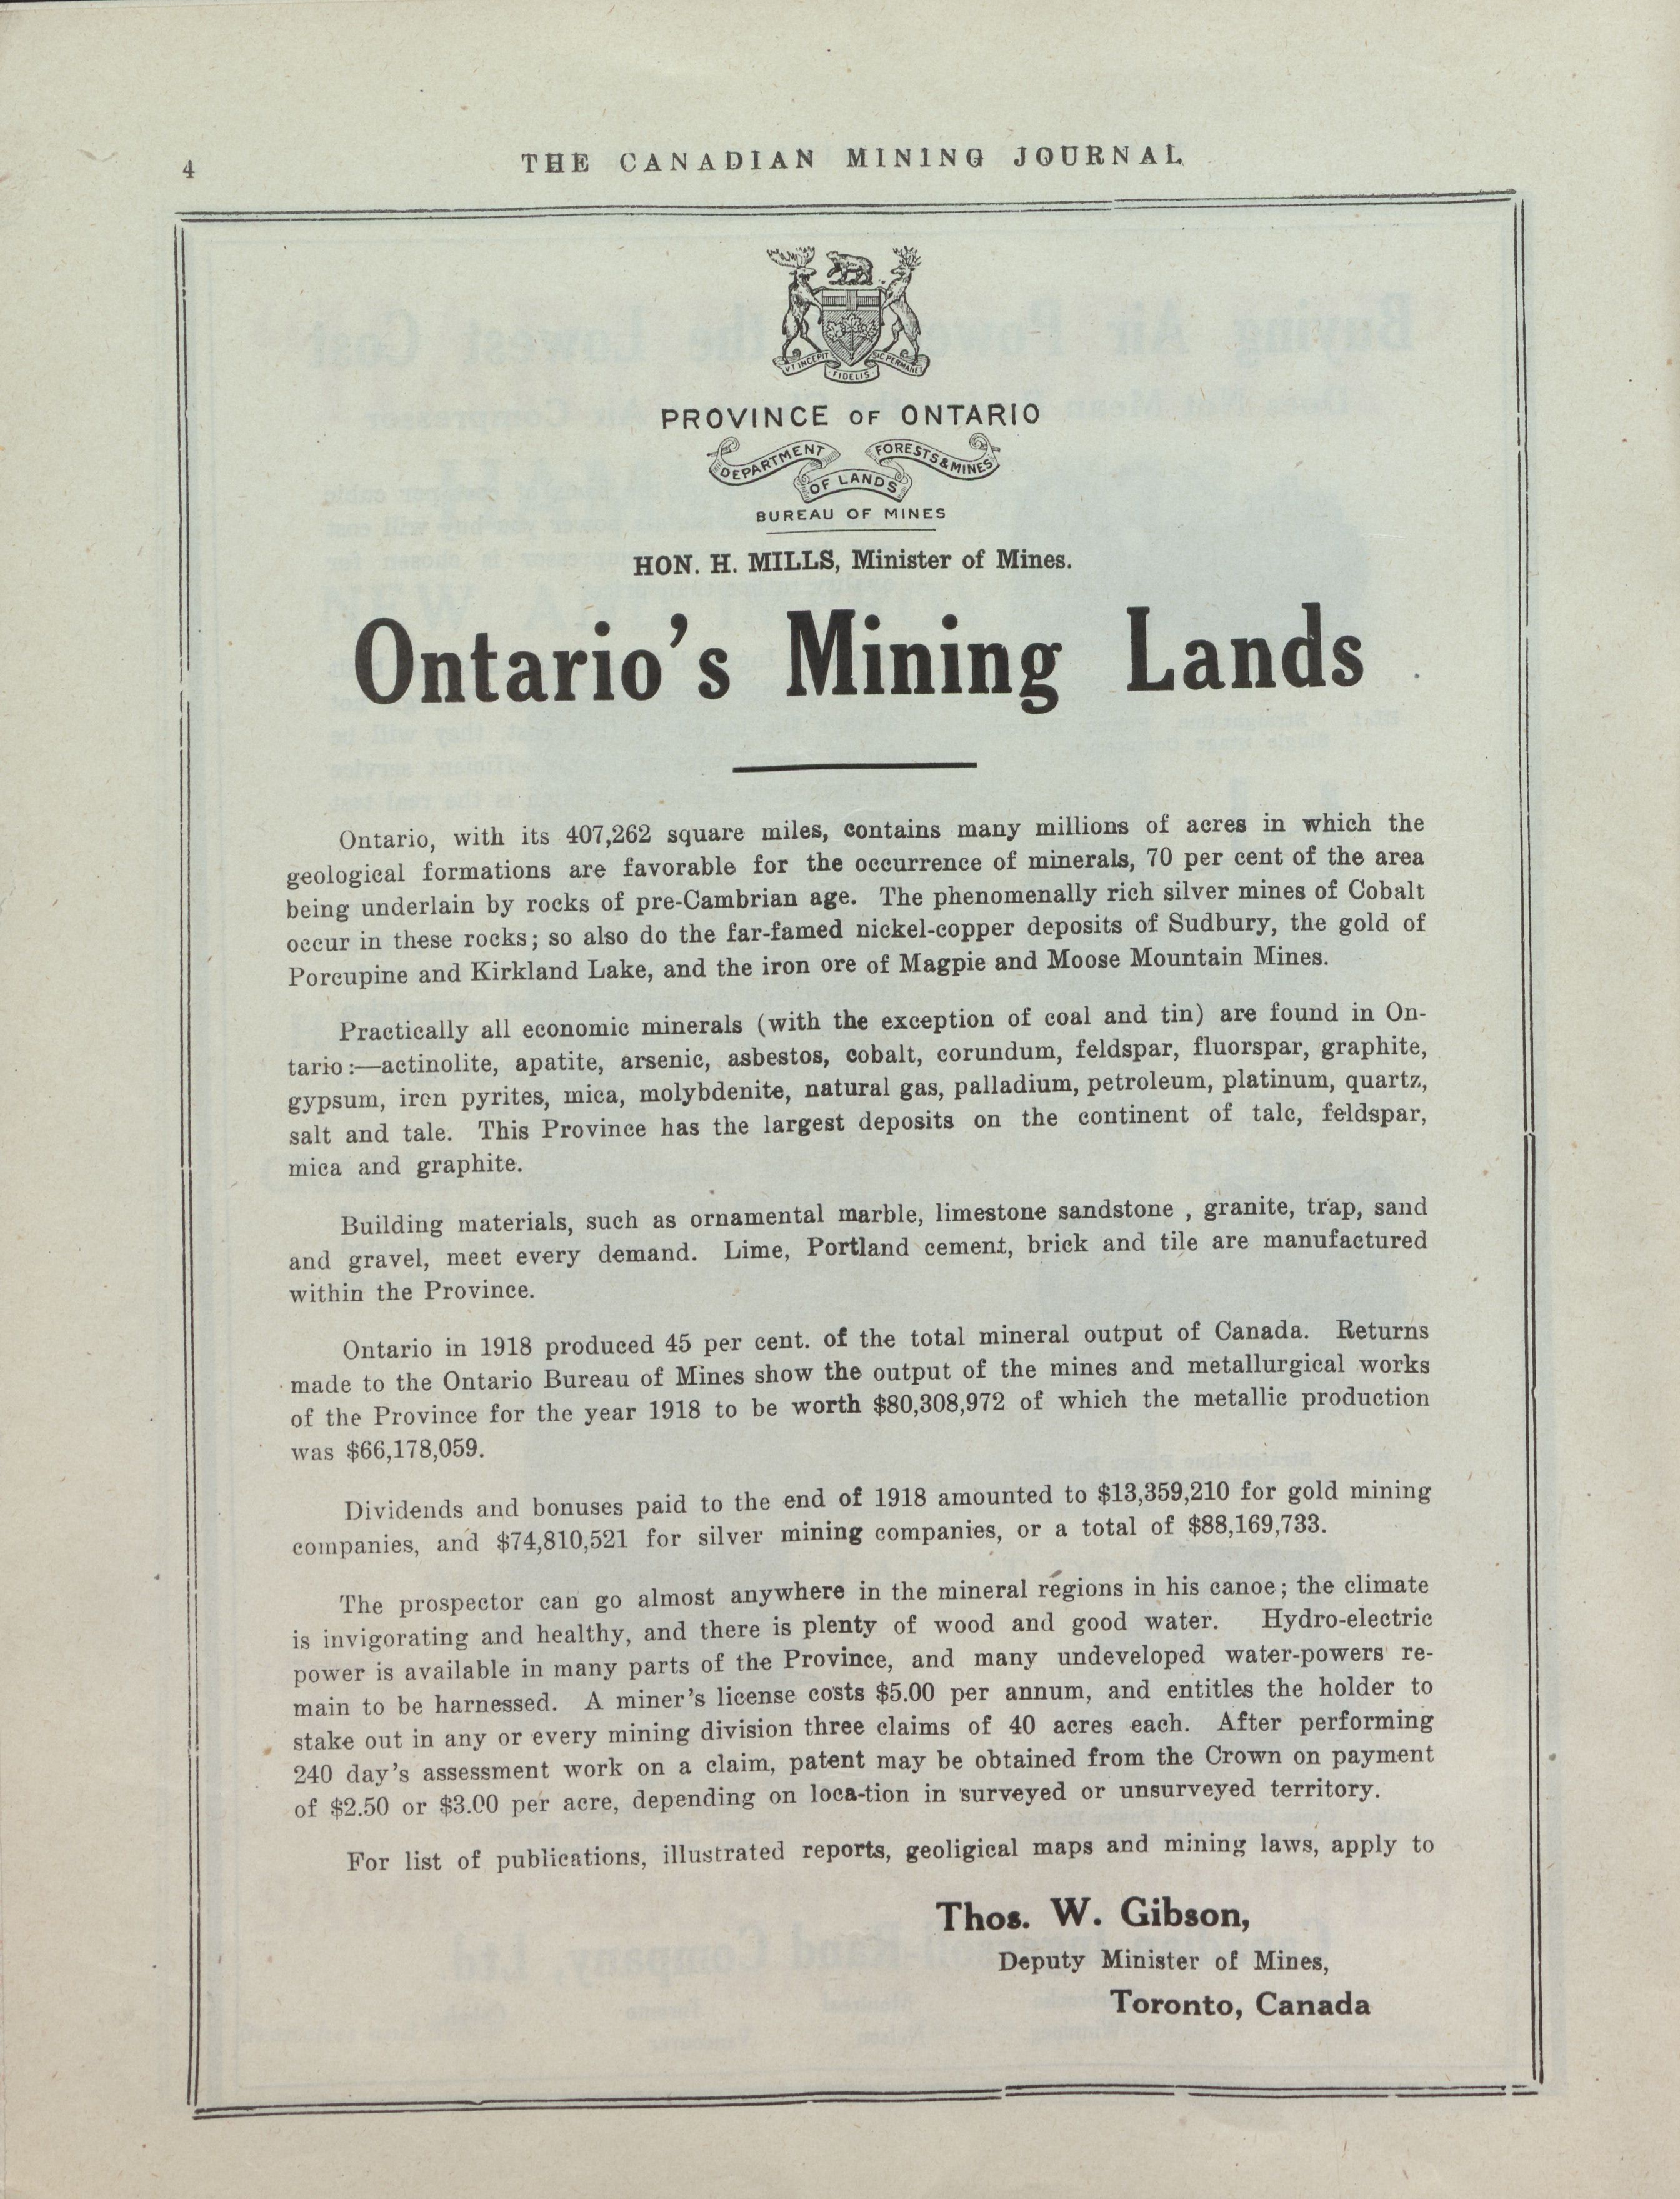 4
THE CANADIAN MINING JOURNAL
VT INCEPIT
FIDELIS
SIC PERMANET
PROVINCE OF ONTARIO
DEPARTMENT
OF LANDS
FORESTS & MINES
BUREAU OF MINES
HON. H. MILLS, Minister of Mines.
Ontario's Mining Lands
Ontario, with its 407,262 square miles, contains many millions of acres in which the
geological formations are favorable for the occurrence of minerals, 70 per cent of the area
being underlain by rocks of pre-Cambrian age. The phenomenally rich silver mines of Cobalt
occur in these rocks; so also do the far-famed nickel-copper deposits of Sudbury, the gold of
Porcupine and Kirkland Lake, and the iron ore of Magpie and Moose Mountain Mines.
Practically all economic minerals (with the exception of coal and tin) are found in On-
tario:—actinolite, apatite, arsenic, asbestos, cobalt, corundum, feldspar, fluorspar, graphite,
gypsum, iron pyrites, mica, molybdenite, natural gas, palladium, petroleum, platinum, quartz,
salt and tale. This Province has the largest deposits on the continent of talc, feldspar,
mica and graphite.
Building materials, such as ornamental marble, limestone sandstone , granite, trap, sand
and gravel, meet every demand. Lime, Portland cement, brick and tile are manufactured
within the Province.
Ontario in 1918 produced 45 per cent. of the total mineral output of Canada. Returns
made to the Ontario Bureau of Mines show the output of the mines and metallurgical works
of the Province for the year 1918 to be worth $80,308,972 of which the metallic production
was $66,178,059.
Dividends and bonuses paid to the end of 1918 amounted to $13,359,210 for gold mining
companies, and $74,810,521 for silver mining companies, or a total of $88,169,733.
The prospector can go almost anywhere in the mineral regions in his canoe; the climate
is invigorating and healthy, and there is plenty of wood and good water. Hydro-electric
power is available in many parts of the Province, and many undeveloped water-powers re-
main to be harnessed. A miner's license costs $5.00 per annum, and entitles the holder to
stake out in any or every mining division three claims of 40 acres each. After performing
240 day's assessment work on a claim, patent may be obtained from the Crown on payment
of $2.50 or $3.00 per acre, depending on loca-tion in surveyed or unsurveyed territory.
For list of publications, illustrated reports, geoligical maps and mining laws, apply to
Thos. W. Gibson,
Deputy Minister of Mines,
Toronto, Canada